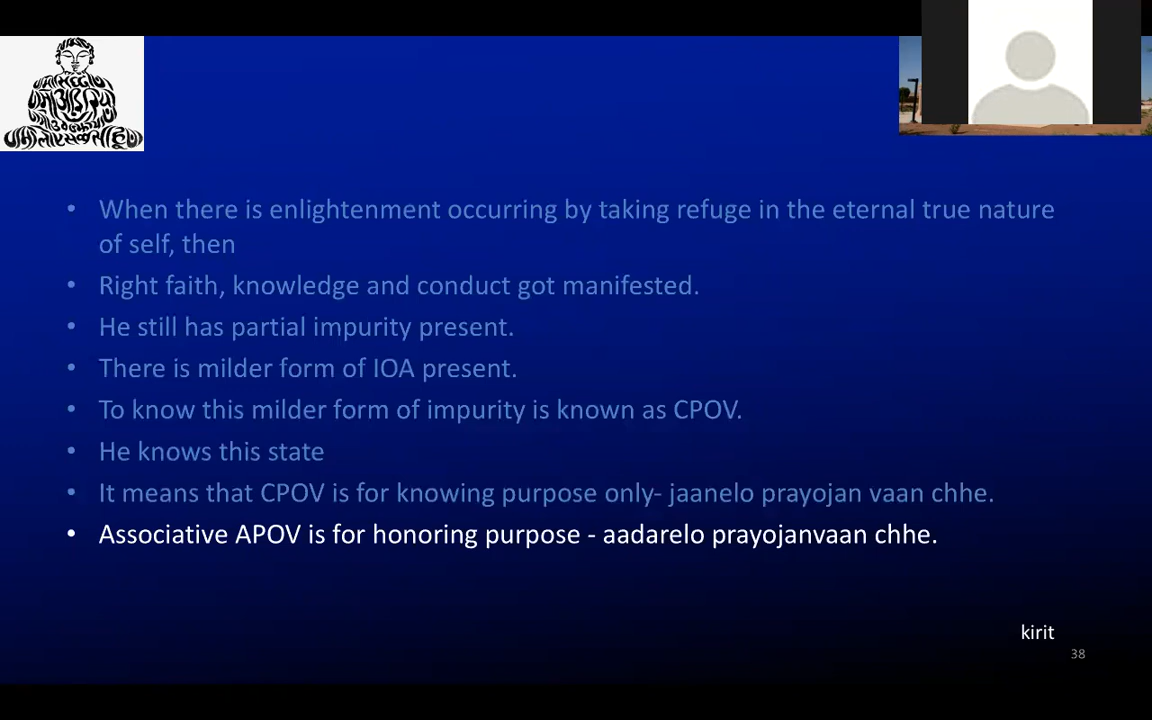 • When there is enlightenment occurring by taking refuge in the eternal true nature
of self, then
• Right faith, knowledge and conduct got manifested.
• He still has partial impurity present.
• There is milder form of IOA present.
• To know this milder form of impurity is known as CPOV.
• He knows this state
• It means that CPOV is for knowing purpose only- jaanelo prayojan vaan chhe.
• Associative APOV is for honoring purpose - aadarelo prayojanvaan chhe.
kirit
38